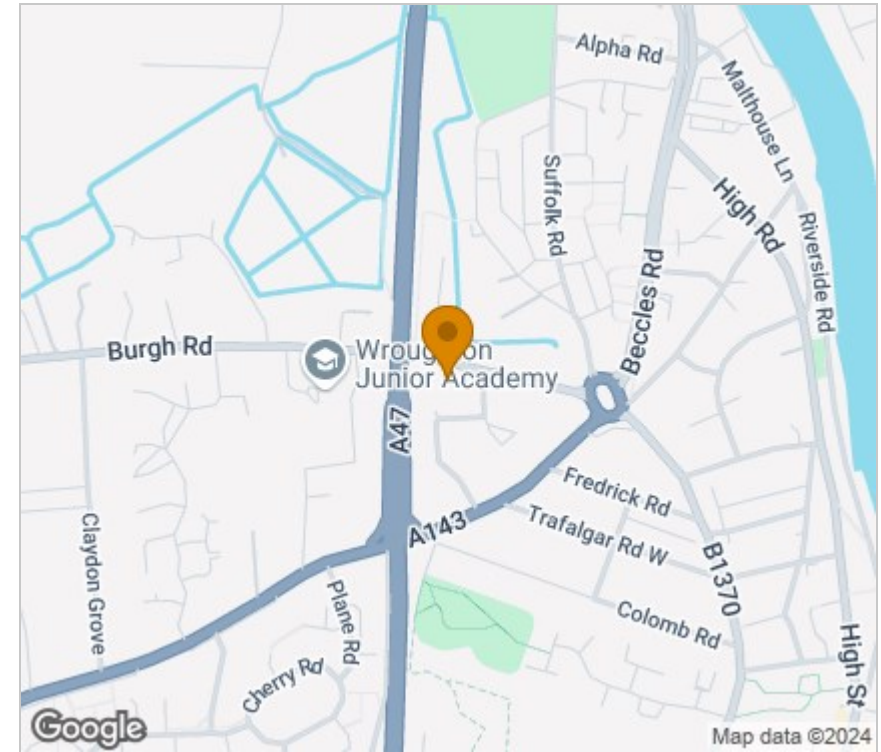 Alpha Rd
Malthouse Ln
Suffolk Rd
High Rd
Riverside Rd
Beccles Rd
Burgh Rd
Wroughton
Junior Academy
A47
Fredrick Rd
A143
Trafalgar Rd W
Claydon Grove
B1370
Plane Rd
Colomb Rd
Cherry Rd
High St
Google
Map data ©2024